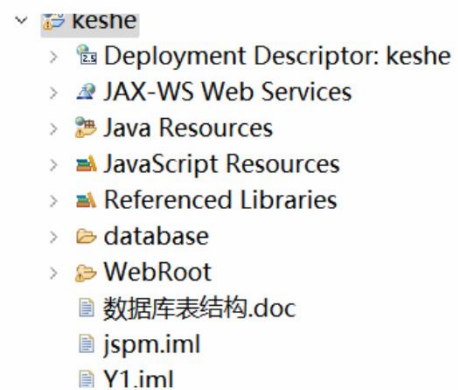 keshe
Deployment Descriptor: keshe
JAX-WS Web Services
Java Resources
JavaScript Resources
Referenced Libraries
database
WebRoot
数据库表结构.doc
jspm.iml
Y1.iml